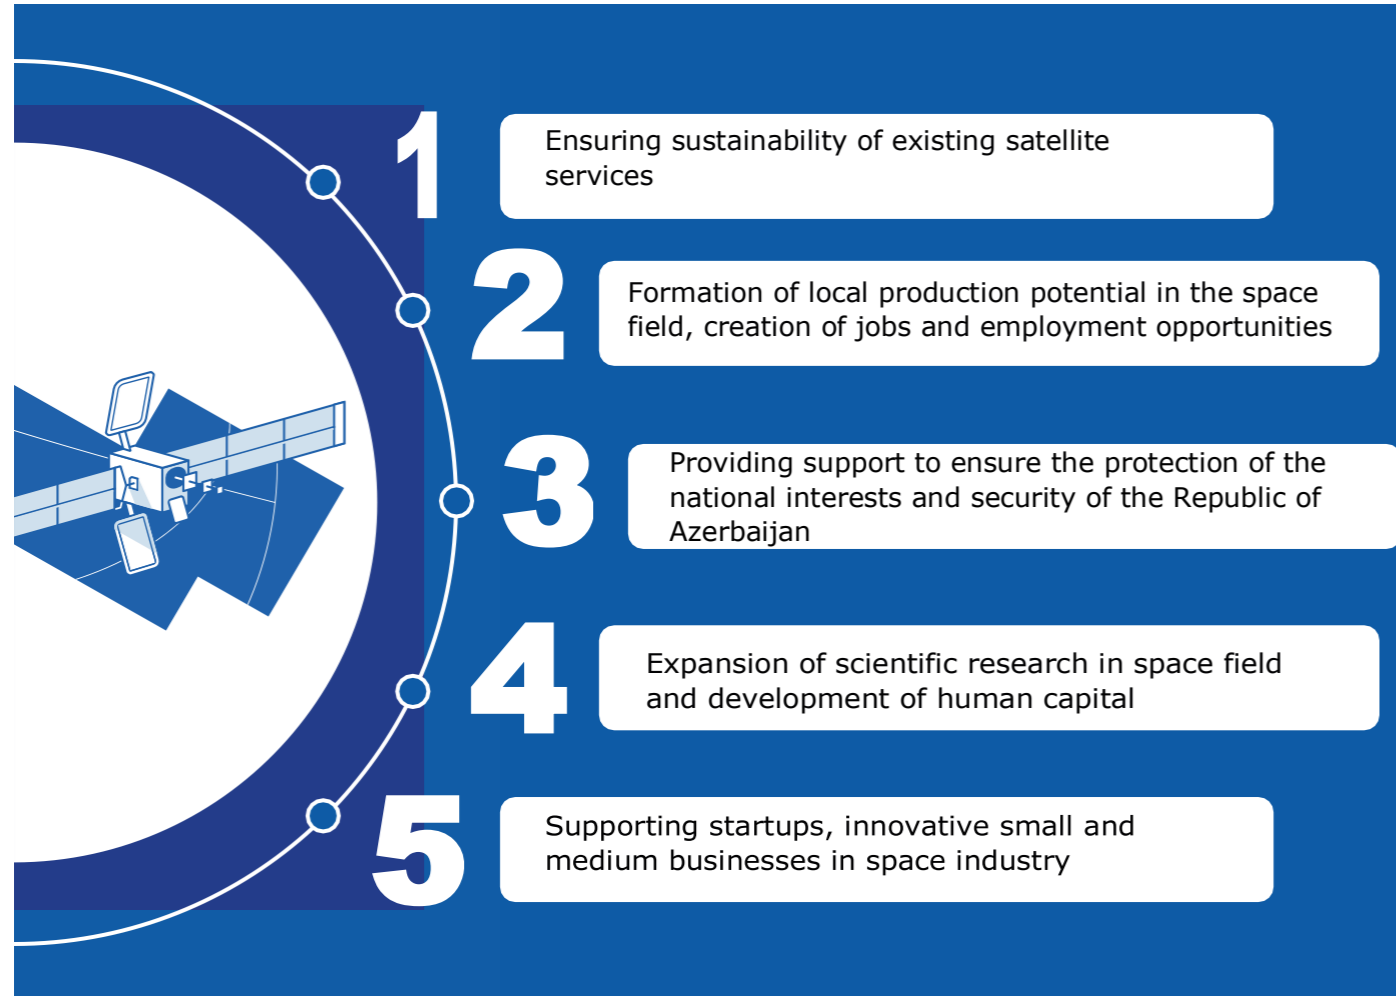 1
Ensuring sustainability of existing satellite
services
2
Formation of local production potential in the space
field, creation of jobs and employment opportunities
3
Providing support to ensure the protection of the
national interests and security of the Republic of
Azerbaijan
4
Expansion of scientific research in space field
and development of human capital
5
Supporting startups, innovative small and
medium businesses in space industry